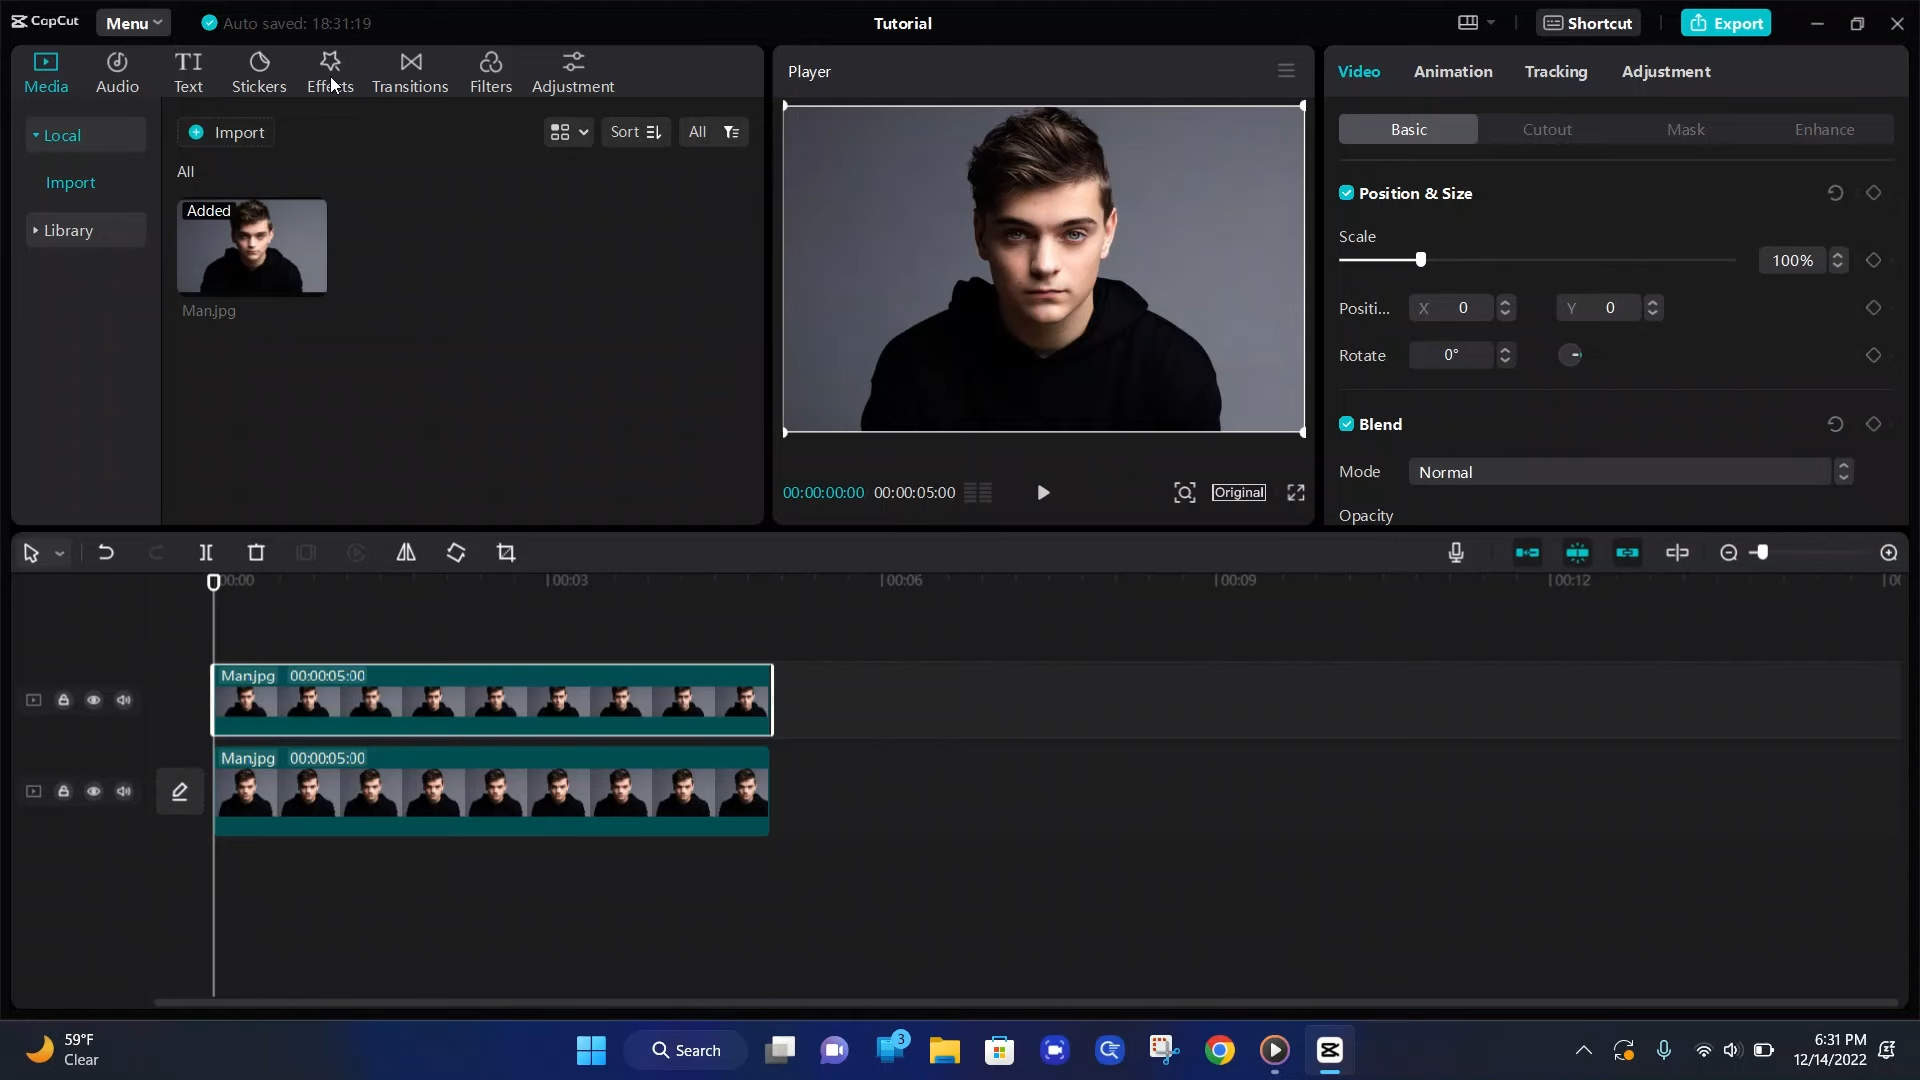 CapCut
Menu
Auto saved: 18:31:19
Tutorial
Shortcut
Export
Media
Audio
TI
Text
Stickers
Effects
Transitions
Filters
Adjustment
Local
Import
Library
Import
Sort
All
All
Added
Man.jpg
Player
00:00:00:00
00:00:05:00
Original
Video
Animation
Tracking
Adjustment
Basic
Cutout
Mask
Enhance
Position & Size
Scale
100%
Positi...
X 0
Y 0
Rotate
0°
Blend
Mode
Normal
Opacity
00:00
00:03
00:06
00:09
00:12
Man.jpg 00:00:05:00
Man.jpg 00:00:05:00
59°F
Clear
Search
3
6:31 PM
12/14/2022